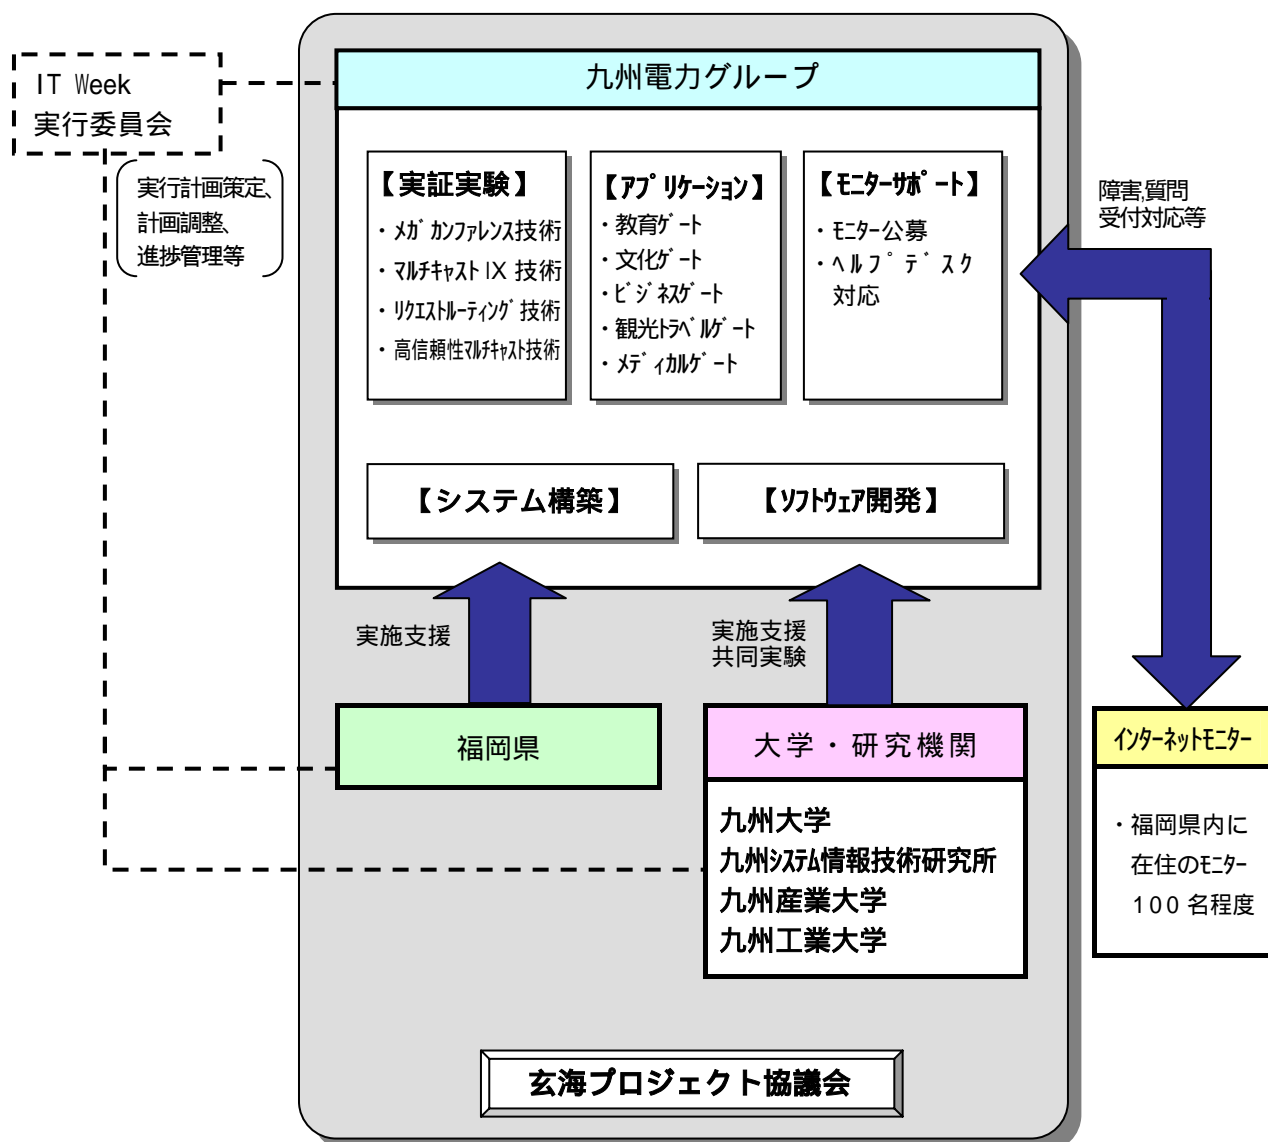 IT Week
実行委員会
実行計画策定、
計画調整、
進捗管理等
九州電力グループ
【実証実験】
・ﾒｶﾞｶﾝﾌｧﾚﾝｽ技術
・ﾏﾙﾁｷｬｽﾄ IX 技術
・ﾘｸｴｽﾄﾙｰﾃｨﾝｸﾞ技術
・高信頼性ﾏﾙﾁｷｬｽﾄ技術
【ｱﾌﾟﾘｹｰｼｮﾝ】
・教育ｹﾞｰﾄ
・文化ｹﾞｰﾄ
・ﾋﾞｼﾞﾈｽｹﾞｰﾄ
・観光ﾄﾗﾍﾞﾙｹﾞｰﾄ
・ﾒﾃﾞｨｶﾙｹﾞｰﾄ
【ﾓﾆﾀｰｻﾎﾟｰﾄ】
・ﾓﾆﾀｰ公募
・ﾍﾙﾌﾟﾃﾞｽｸ
対応
障害,質問
受付対応等
【システム構築】
【ｿﾌﾄｳｪｱ開発】
実施支援
実施支援
共同実験
福岡県
大学・研究機関
九州大学
九州ｼｽﾃﾑ情報技術研究所
九州産業大学
九州工業大学
ｲﾝﾀｰﾈｯﾄﾓﾆﾀｰ
・福岡県内に
在住のﾓﾆﾀｰ
100 名程度
玄海プロジェクト協議会